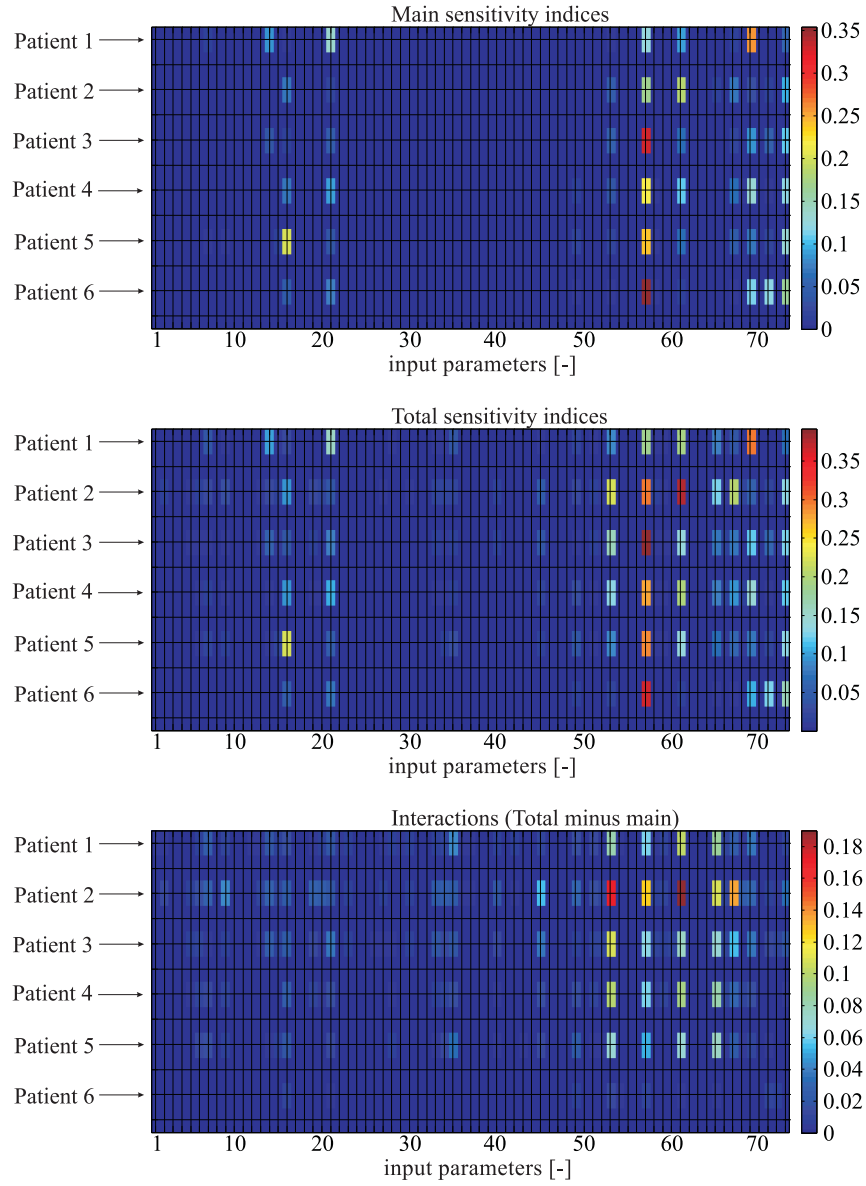 Main sensitivity indices
Patient 1
Patient 2
Patient 3
Patient 4
Patient 5
Patient 6
1 10 20 30 40 50 60 70
input parameters [-]
0.35
0.3
0.25
0.2
0.15
0.1
0.05
0
Total sensitivity indices
Patient 1
Patient 2
Patient 3
Patient 4
Patient 5
Patient 6
1 10 20 30 40 50 60 70
input parameters [-]
0.35
0.30
0.25
0.20
0.15
0.10
0.05
Interactions (Total minus main)
Patient 1
Patient 2
Patient 3
Patient 4
Patient 5
Patient 6
1 10 20 30 40 50 60 70
input parameters [-]
0.18
0.16
0.14
0.12
0.1
0.08
0.06
0.04
0.02
0